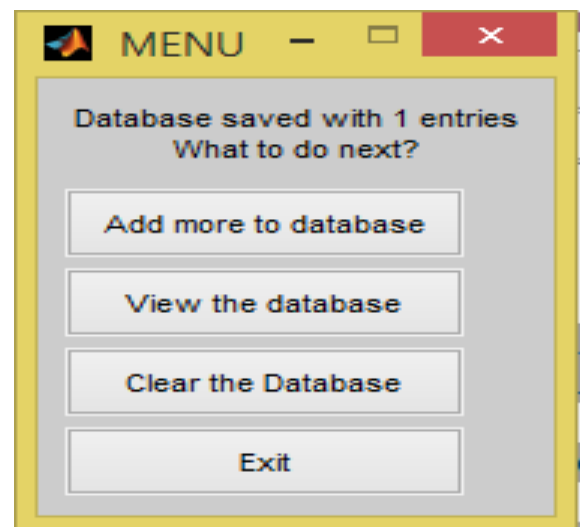 MENU
Database saved with 1 entries
What to do next?
Add more to database
View the database
Clear the Database
Exit